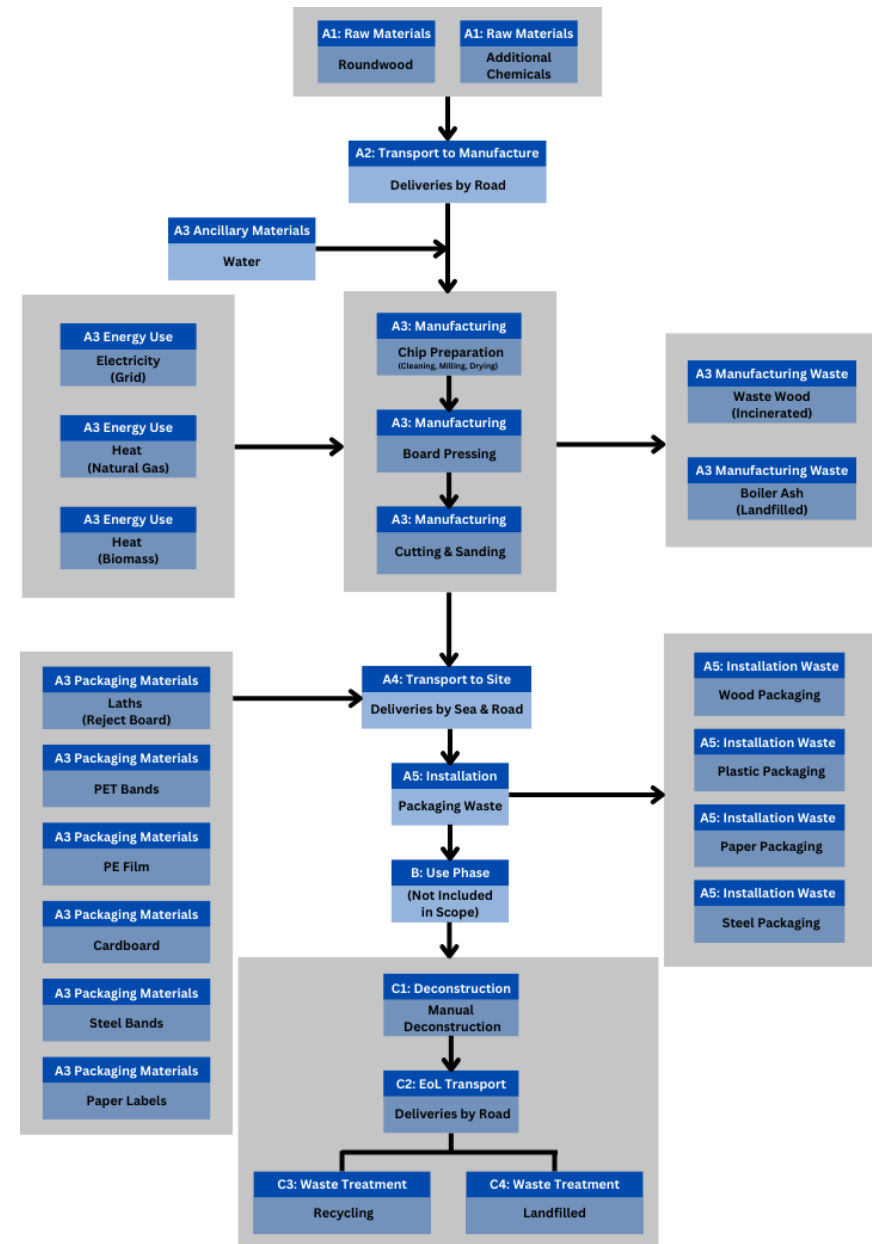 A1: Raw Materials
Roundwood
A1: Raw Materials
Additional
Chemicals
A2: Transport to Manufacture
Deliveries by Road
A3 Ancillary Materials
Water
A3 Energy Use
Electricity
(Grid)
A3 Energy Use
Heat
(Natural Gas)
A3 Energy Use
Heat
(Biomass)
A3: Manufacturing
Chip Preparation
(Cleaning, Milling, Drying)
A3: Manufacturing
Board Pressing
A3: Manufacturing
Cutting & Sanding
A3 Manufacturing Waste
Waste Wood
(Incinerated)
A3 Manufacturing Waste
Boiler Ash
(Landfilled)
A3 Packaging Materials
Laths
(Reject Board)
A3 Packaging Materials
PET Bands
A3 Packaging Materials
PE Film
A3 Packaging Materials
Cardboard
A3 Packaging Materials
Steel Bands
A3 Packaging Materials
Paper Labels
A4: Transport to Site
Deliveries by Sea & Road
A5: Installation
Packaging Waste
B: Use Phase
(Not Included
in Scope)
A5: Installation Waste
Wood Packaging
A5: Installation Waste
Plastic Packaging
A5: Installation Waste
Paper Packaging
A5: Installation Waste
Steel Packaging
C1: Deconstruction
Manual
Deconstruction
C2: EoL Transport
Deliveries by Road
C3: Waste Treatment
Recycling
C4: Waste Treatment
Landfilled